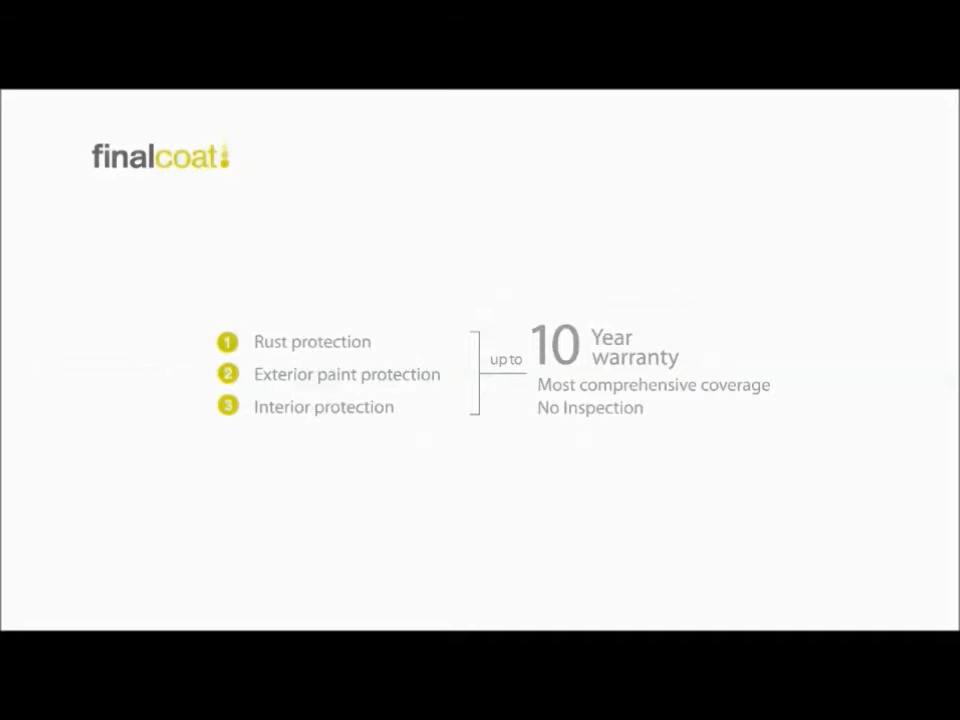 finalcoat
1 Rust protection
2 Exterior paint protection
3 Interior protection
up to 10 Year warranty
Most comprehensive coverage
No Inspection